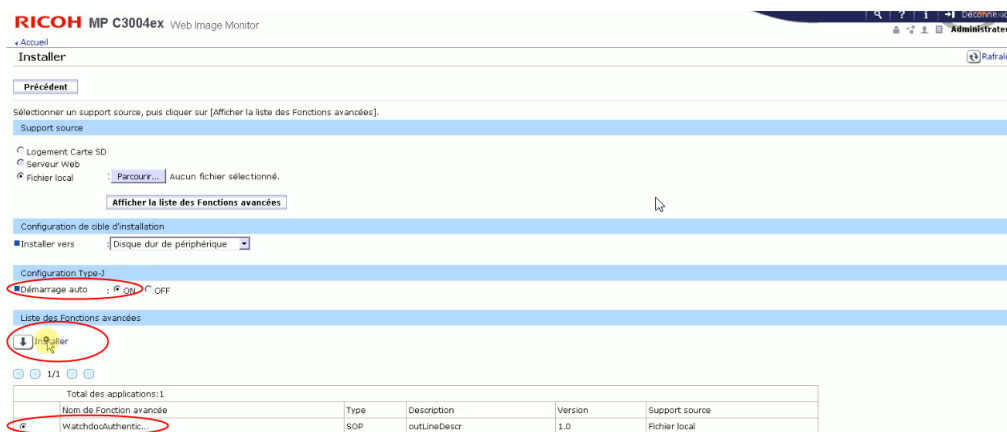 RICOH MP C3004ex Web Image Monitor
Déconnexio
Administrate
Accueil
Installer
Rafraî
Précédent
Sélectionner un support source, puis cliquer sur [Afficher la liste des Fonctions avancées].
Support source
Logement Carte SD
Serveur Web
Fichier local : Parcourir... Aucun fichier sélectionné.
Afficher la liste des Fonctions avancées
Configuration de cible d'installation
Installer vers : Disque dur de périphérique
Configuration Type-J
Démarrage auto : ON OFF
Liste des Fonctions avancées
Installer
1/1
Total des applications:1
Nom de Fonction avancée Type Description Version Support source
WatchdocAuthentic... SOP outLineDescr 1.0 Fichier local